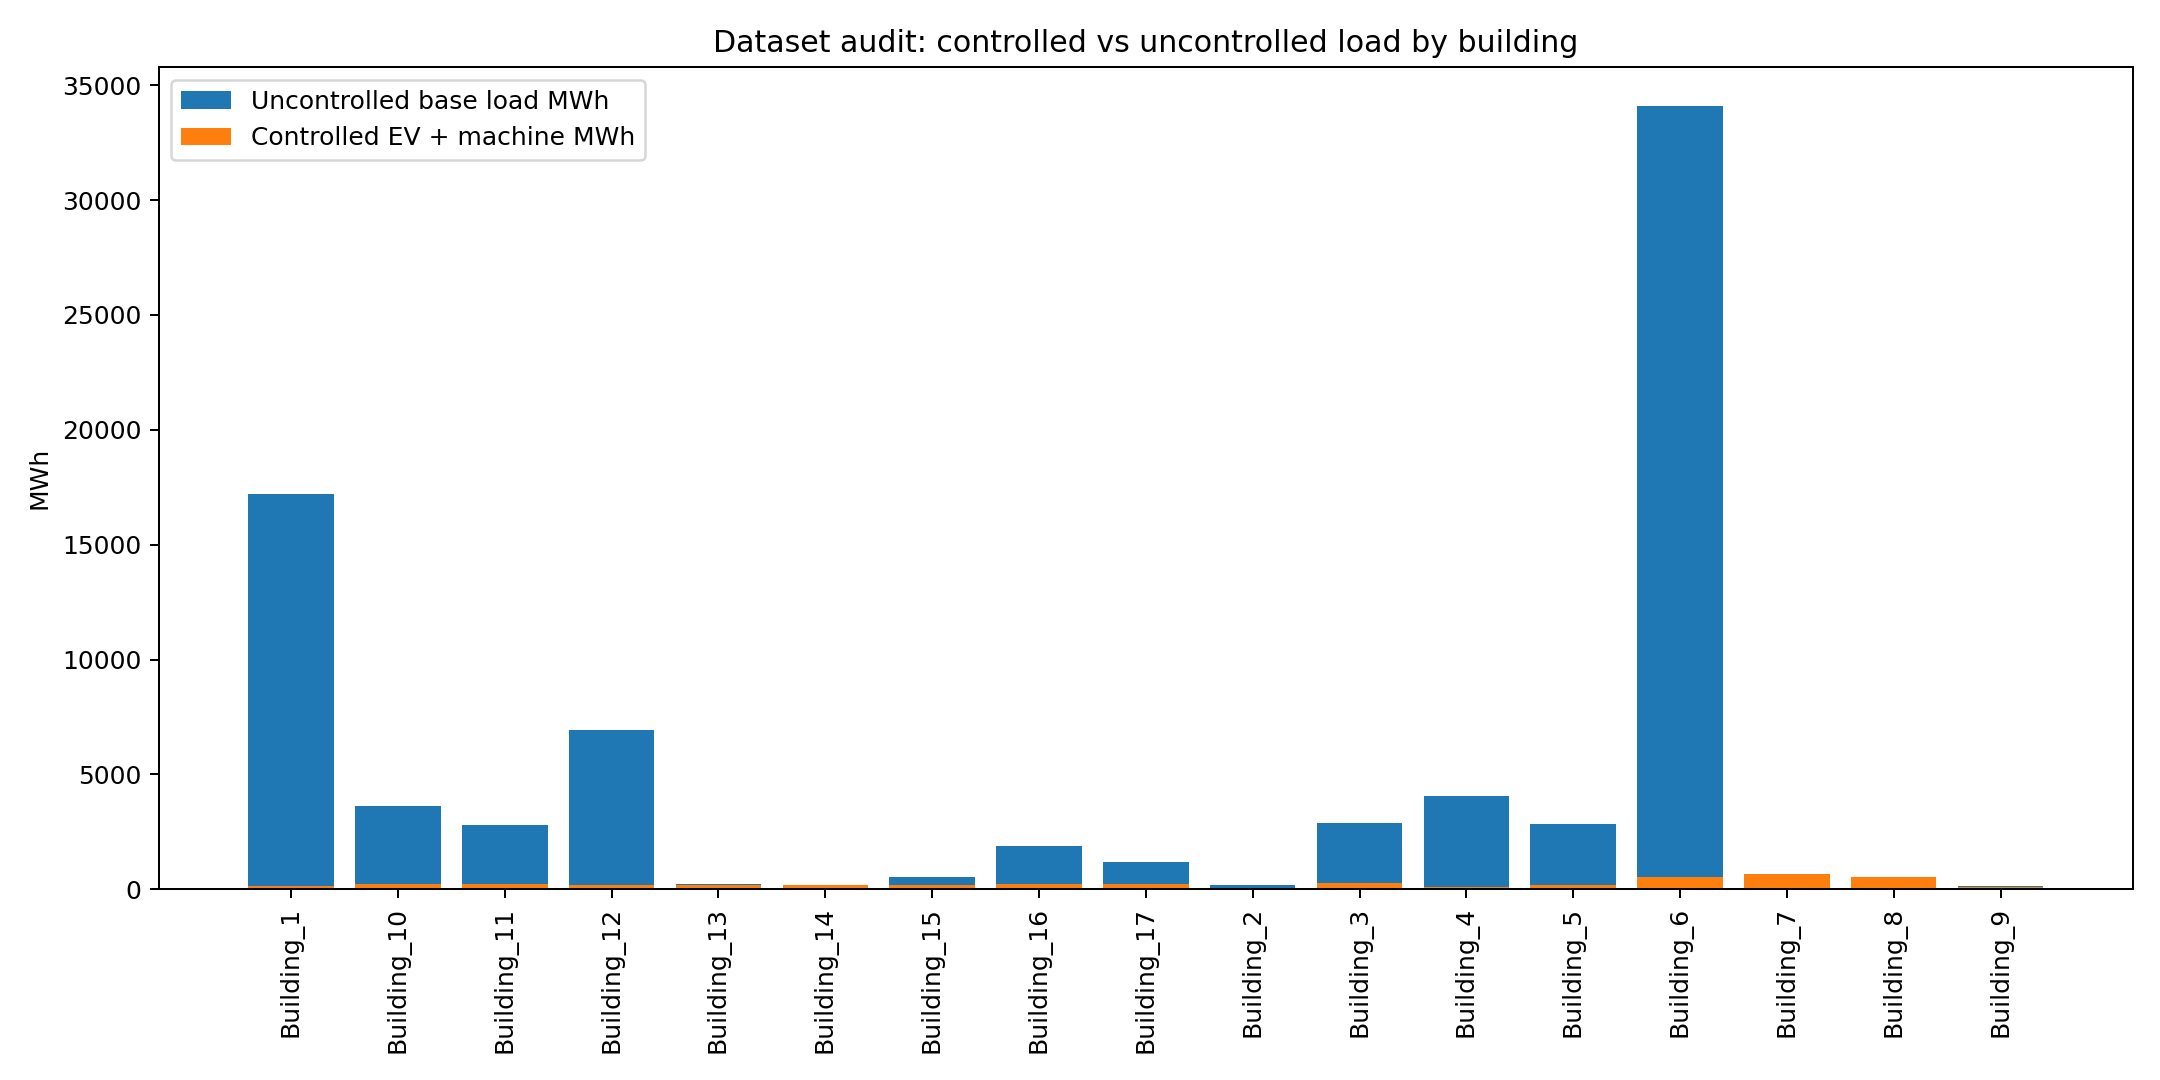 Dataset audit: controlled vs uncontrolled load by building
Uncontrolled base load MWh
Controlled EV + machine MWh
MWh
35000
30000
25000
20000
15000
10000
5000
0
Building_1
Building_10
Building_11
Building_12
Building_13
Building_14
Building_15
Building_16
Building_17
Building_2
Building_3
Building_4
Building_5
Building_6
Building_7
Building_8
Building_9